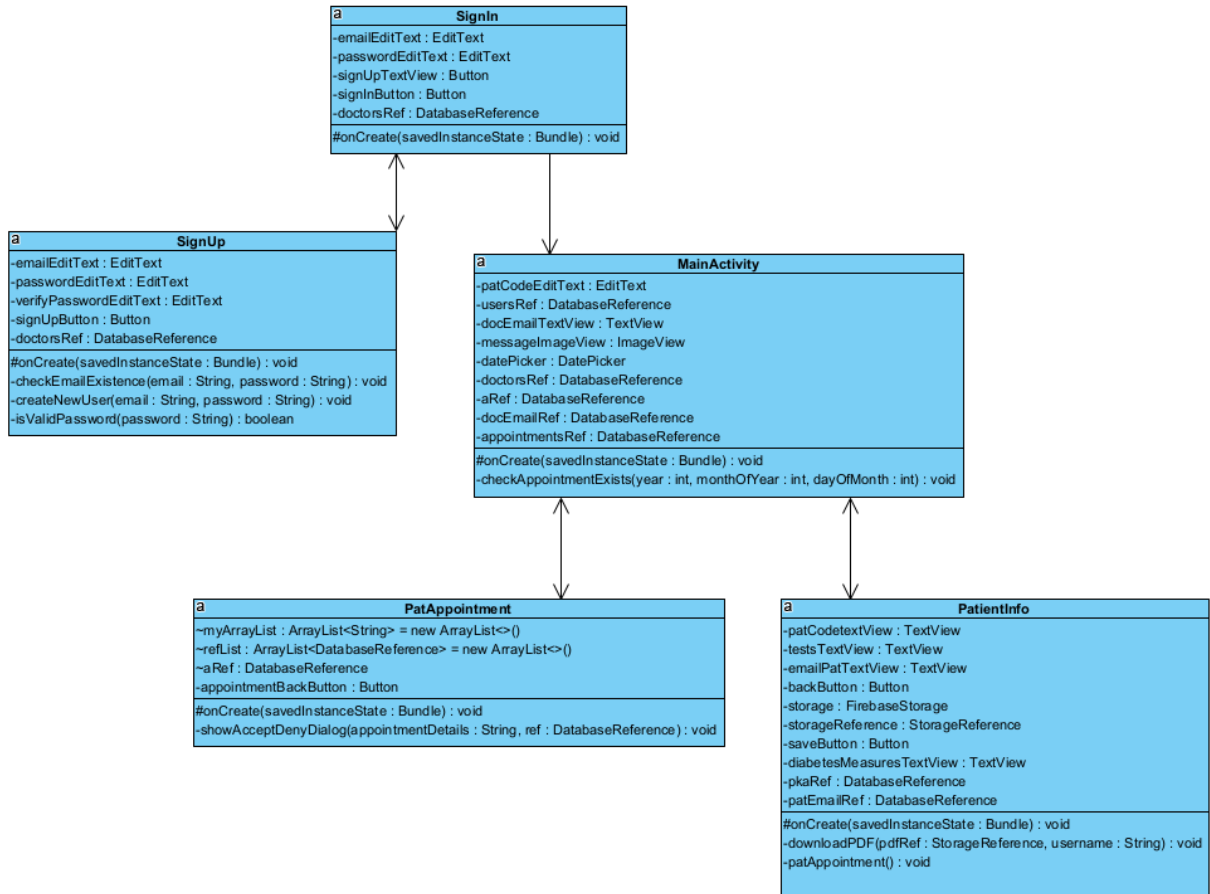 a
SignIn
-emailEditText : EditText
-passwordEditText : EditText
-signUpTextView : Button
-signInButton : Button
-doctorsRef : DatabaseReference
#onCreate(savedInstanceState : Bundle) : void
a
SignUp
-emailEditText : EditText
-passwordEditText : EditText
-verifyPasswordEditText : EditText
-signUpButton : Button
-doctorsRef : DatabaseReference
#onCreate(savedInstanceState : Bundle) : void
-checkEmailExistence(email : String, password : String) : void
-createNewUser(email : String, password : String) : void
-isValidPassword(password : String) : boolean
a
MainActivity
-patCodeEditText : EditText
-usersRef : DatabaseReference
-docEmailTextView : TextView
-messageImageView : ImageView
-datePicker : DatePicker
-doctorsRef : DatabaseReference
-aRef : DatabaseReference
-docEmailRef : DatabaseReference
-appointmentsRef : DatabaseReference
#onCreate(savedInstanceState : Bundle) : void
-checkAppointmentExists(year : int, monthOfYear : int, dayOfMonth : int) : void
a
PatAppointment
~myArrayList : ArrayList<String> = new ArrayList<>()
~refList : ArrayList<DatabaseReference> = new ArrayList<>()
~aRef : DatabaseReference
-appointmentBackButton : Button
#onCreate(savedInstanceState : Bundle) : void
-showAcceptDenyDialog(appointmentDetails : String, ref : DatabaseReference) : void
a
PatientInfo
-patCodetextView : TextView
-testsTextView : TextView
-emailPatTextView : TextView
-backButton : Button
-storage : FirebaseStorage
-storageReference : StorageReference
-saveButton : Button
-diabetesMeasuresTextView : TextView
-pkaRef : DatabaseReference
-patEmailRef : DatabaseReference
#onCreate(savedInstanceState : Bundle) : void
-downloadPDF(pdfRef : StorageReference, username : String) : void
-patAppointment() : void